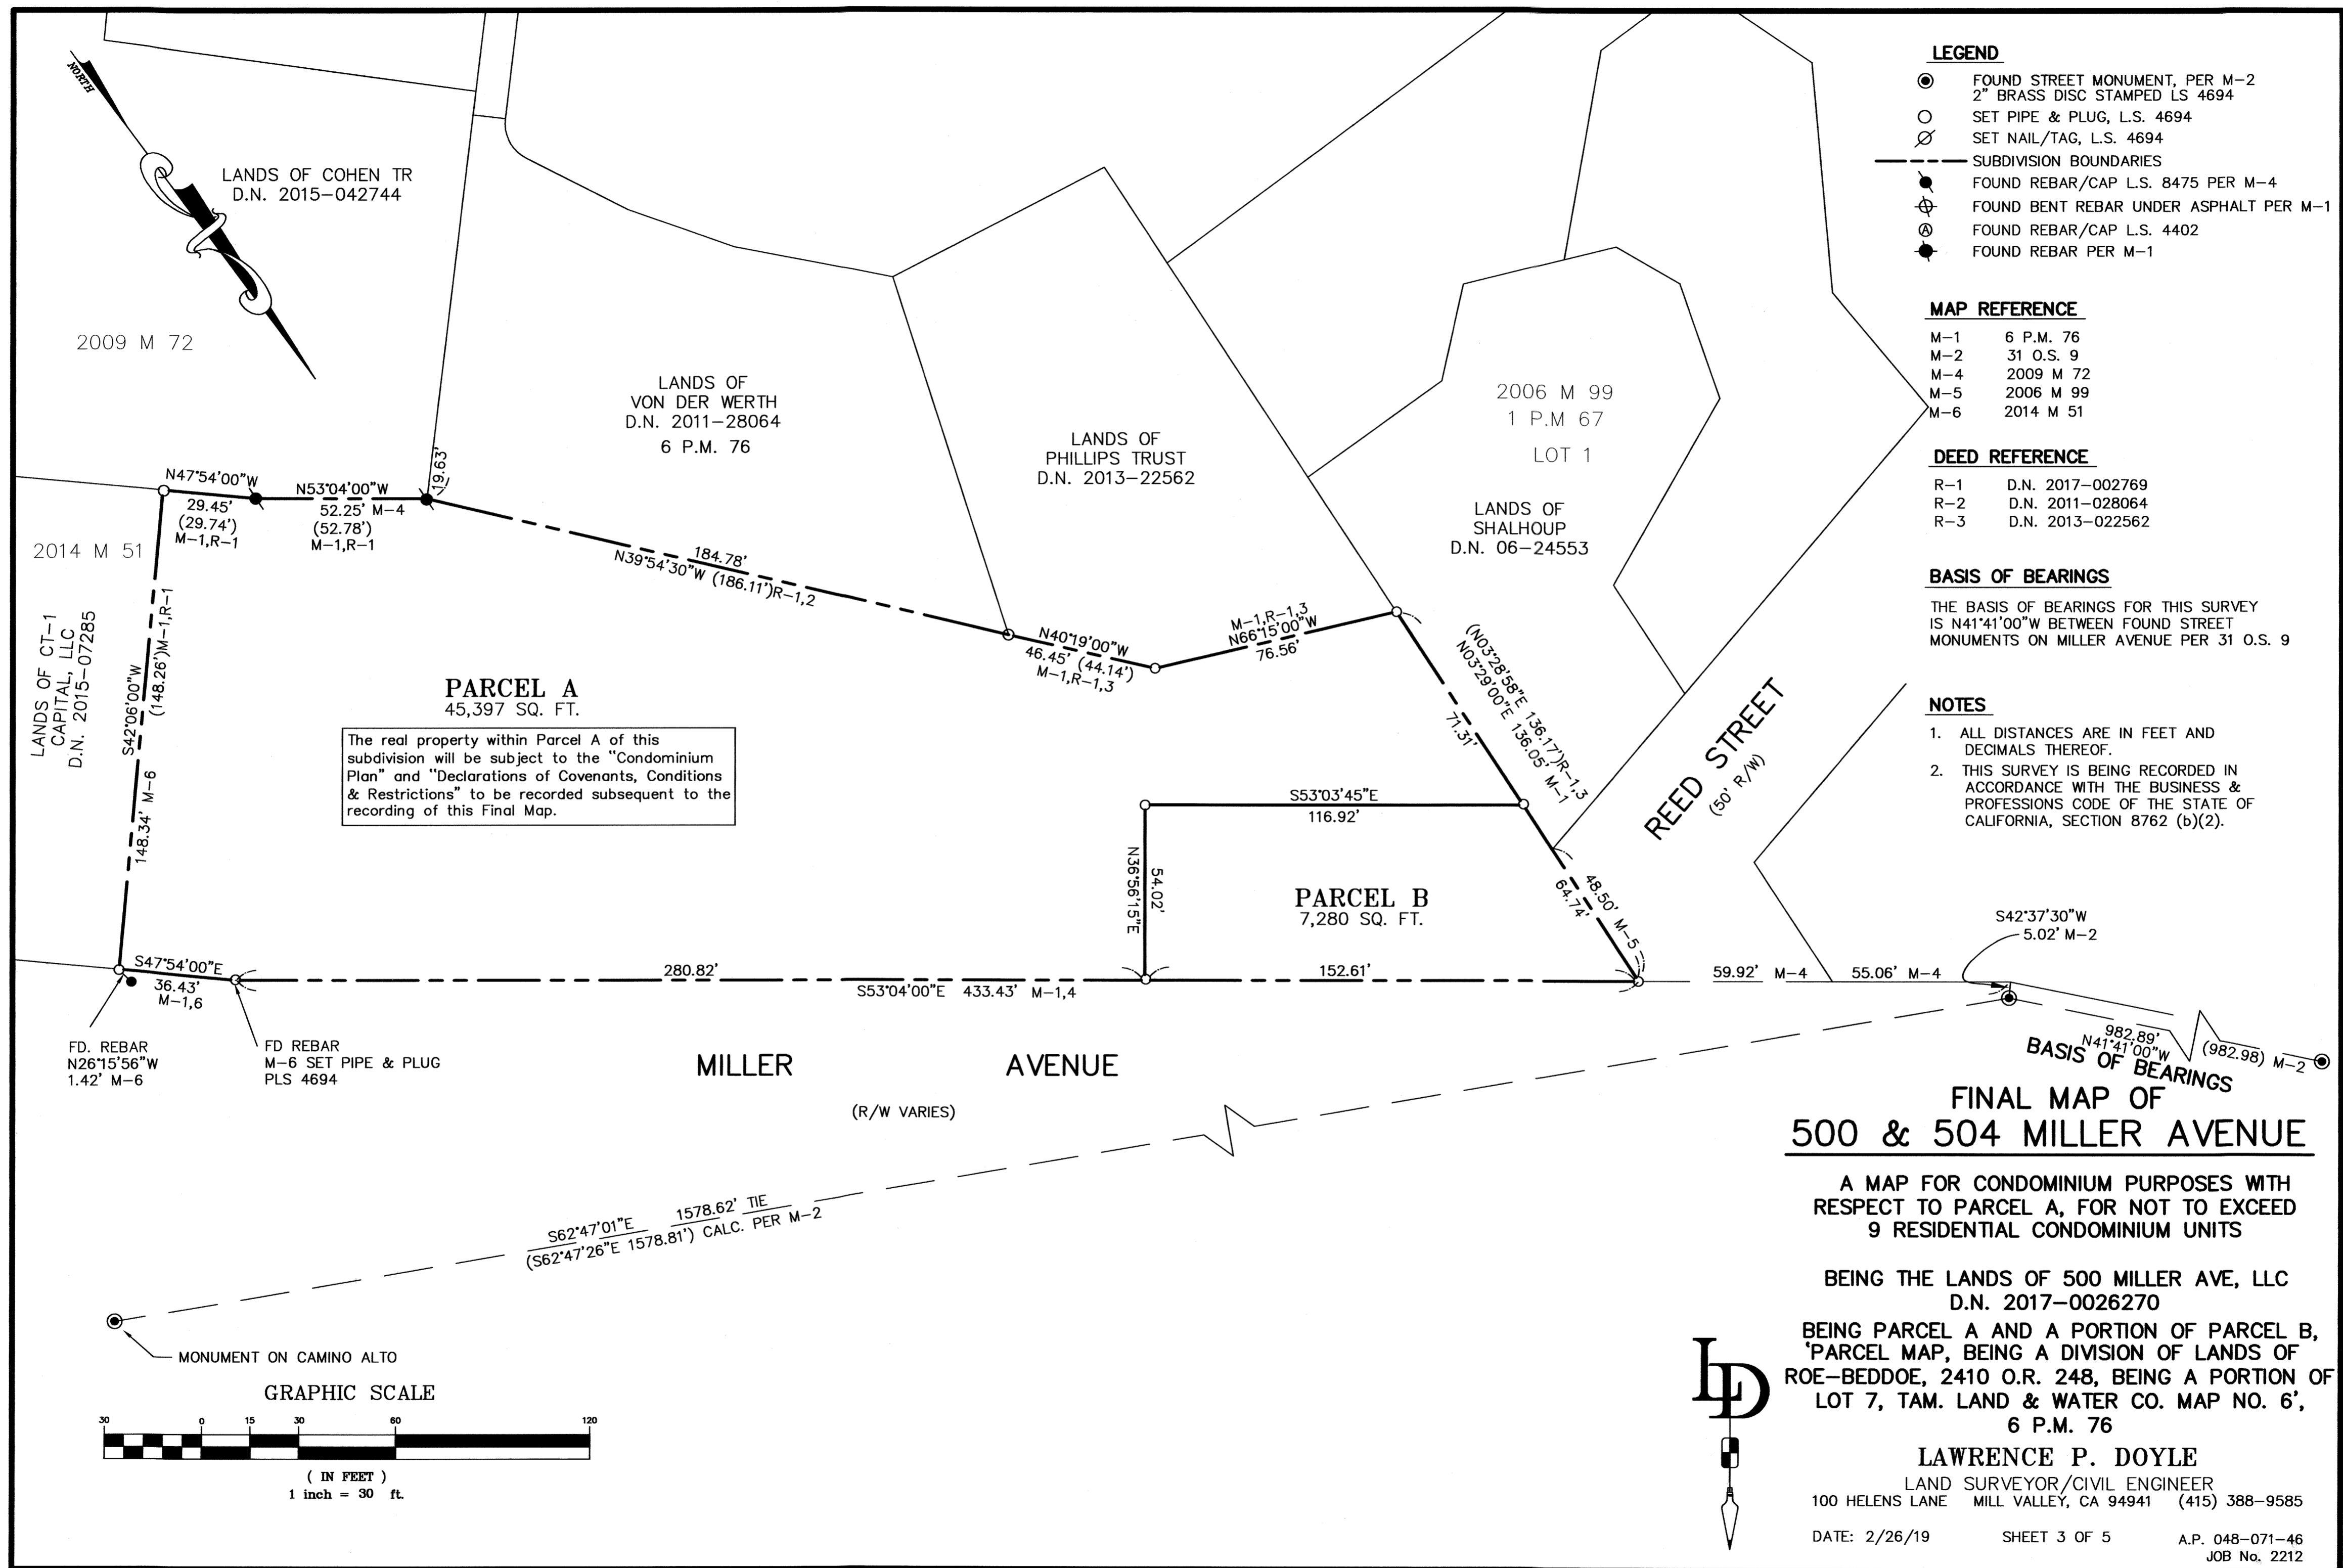 NORTH
LANDS OF COHEN TR
D.N. 2015-042744
2009 M 72
LANDS OF
VON DER WERTH
D.N. 2011-28064
6 P.M. 76
LANDS OF
PHILLIPS TRUST
D.N. 2013-22562
2006 M 99
1 P.M 67
LOT 1
LANDS OF
SHALHOUP
D.N. 06-24553
19.63'
N47°54'00"W
29.45'
(29.74')
M-1,R-1
N53°04'00"W
52.25' M-4
(52.78')
M-1,R-1
184.78'
N39°54'30"W (186.11')R-1,2
N40°19'00"W
46.45' (44.14')
M-1,R-1,3
M-1,R-1,3
N66°15'00"W
76.56'
(N03°28'58"E 136.17')R-1,3
N03°29'00"E 136.05' M-1
71.31'
2014 M 51
LANDS OF CT-1
CAPITAL, LLC
D.N. 2015-07285
S42°06'00"W
(148.26')M-1,R-1
148.34' M-6
PARCEL A
45,397 SQ. FT.
The real property within Parcel A of this
subdivision will be subject to the "Condominium
Plan" and "Declarations of Covenants, Conditions
& Restrictions" to be recorded subsequent to the
recording of this Final Map.
S53°03'45"E
116.92'
N36°56'15"E
54.02'
PARCEL B
7,280 SQ. FT.
48.50' M-5
64.74'
REED STREET
(50' R/W)
S47°54'00"E
36.43'
M-1,6
280.82'
152.61'
S53°04'00"E 433.43' M-1,4
59.92' M-4
55.06' M-4
S42°37'30"W
5.02' M-2
FD. REBAR
N26°15'56"W
1.42' M-6
FD REBAR
M-6 SET PIPE & PLUG
PLS 4694
MILLER AVENUE
(R/W VARIES)
982.89'
N41°41'00"W
(982.98) M-2
BASIS OF BEARINGS
S62°47'01"E 1578.62' TIE
(S62°47'26"E 1578.81') CALC. PER M-2
MONUMENT ON CAMINO ALTO
GRAPHIC SCALE
30 0 15 30 60 120
( IN FEET )
1 inch = 30 ft.
LEGEND
FOUND STREET MONUMENT, PER M-2
2" BRASS DISC STAMPED LS 4694
SET PIPE & PLUG, L.S. 4694
SET NAIL/TAG, L.S. 4694
SUBDIVISION BOUNDARIES
FOUND REBAR/CAP L.S. 8475 PER M-4
FOUND BENT REBAR UNDER ASPHALT PER M-1
A FOUND REBAR/CAP L.S. 4402
FOUND REBAR PER M-1
MAP REFERENCE
M-1 6 P.M. 76
M-2 31 O.S. 9
M-4 2009 M 72
M-5 2006 M 99
M-6 2014 M 51
DEED REFERENCE
R-1 D.N. 2017-002769
R-2 D.N. 2011-028064
R-3 D.N. 2013-022562
BASIS OF BEARINGS
THE BASIS OF BEARINGS FOR THIS SURVEY
IS N41°41'00"W BETWEEN FOUND STREET
MONUMENTS ON MILLER AVENUE PER 31 O.S. 9
NOTES
1. ALL DISTANCES ARE IN FEET AND
DECIMALS THEREOF.
2. THIS SURVEY IS BEING RECORDED IN
ACCORDANCE WITH THE BUSINESS &
PROFESSIONS CODE OF THE STATE OF
CALIFORNIA, SECTION 8762 (b)(2).
FINAL MAP OF
500 & 504 MILLER AVENUE
A MAP FOR CONDOMINIUM PURPOSES WITH
RESPECT TO PARCEL A, FOR NOT TO EXCEED
9 RESIDENTIAL CONDOMINIUM UNITS
BEING THE LANDS OF 500 MILLER AVE, LLC
D.N. 2017-0026270
BEING PARCEL A AND A PORTION OF PARCEL B,
'PARCEL MAP, BEING A DIVISION OF LANDS OF
ROE-BEDDOE, 2410 O.R. 248, BEING A PORTION OF
LOT 7, TAM. LAND & WATER CO. MAP NO. 6',
6 P.M. 76
LD
LAWRENCE P. DOYLE
LAND SURVEYOR/CIVIL ENGINEER
100 HELENS LANE MILL VALLEY, CA 94941 (415) 388-9585
DATE: 2/26/19 SHEET 3 OF 5 A.P. 048-071-46
JOB No. 2212